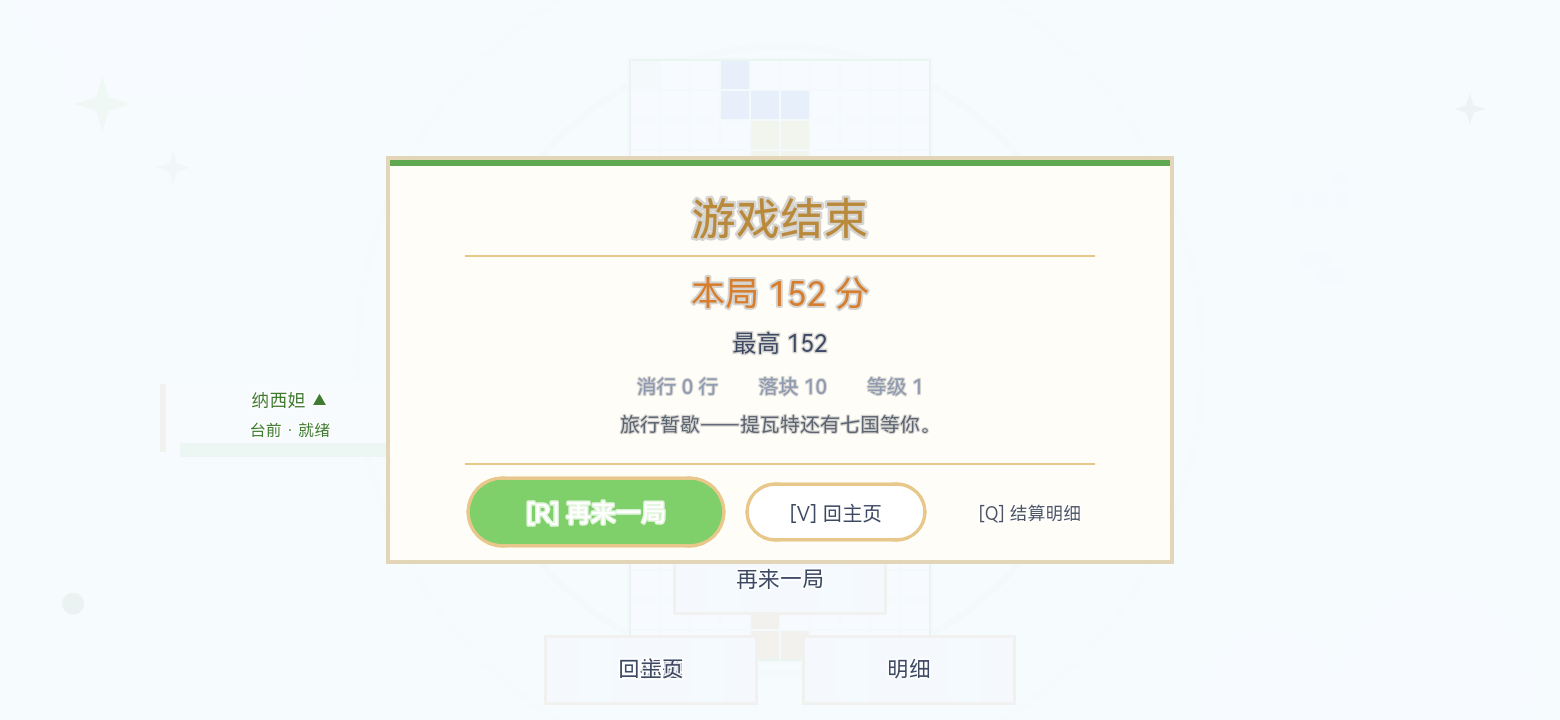 游戏结束
本局 152 分
最高 152
消行 0 行 落块 10 等级 1
旅行暂歇——提瓦特还有七国等你。
纳西妲 ▲
台前 · 就绪
[R] 再来一局 [V] 回主页 [Q] 结算明细
再来一局
回主页 明细